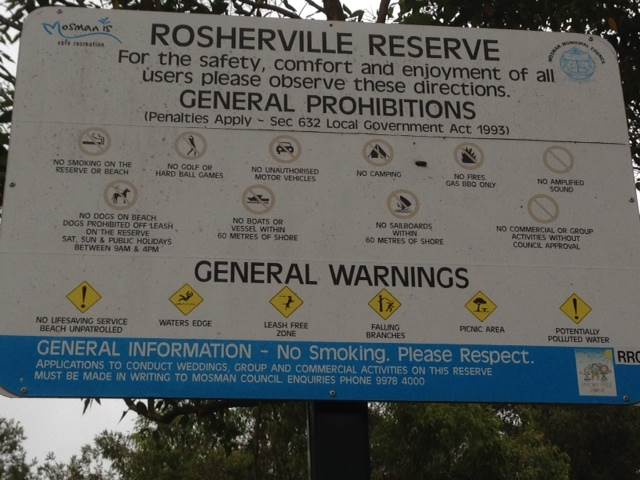 Mosman is
safe recreation
MOSMAN MUNICIPAL COUNCIL
ROSHERVILLE RESERVE
For the safety, comfort and enjoyment of all
users please observe these directions.
GENERAL PROHIBITIONS
(Penalties Apply - Sec 632 Local Government Act 1993)
NO SMOKING ON THE
RESERVE OR BEACH
NO GOLF OR
HARD BALL GAMES
NO UNAUTHORISED
MOTOR VEHICLES
NO CAMPING
NO FIRES
GAS BBQ ONLY
NO AMPLIFIED
SOUND
NO DOGS ON BEACH
DOGS PROHIBITED OFF LEASH
ON THE RESERVE
SAT, SUN & PUBLIC HOLIDAYS
BETWEEN 9AM & 4PM
NO BOATS OR
VESSEL WITHIN
60 METRES OF SHORE
NO SAILBOARDS
WITHIN
60 METRES OF SHORE
NO COMMERCIAL OR GROUP
ACTIVITIES WITHOUT
COUNCIL APPROVAL
GENERAL WARNINGS
NO LIFESAVING SERVICE
BEACH UNPATROLLED
WATERS EDGE
LEASH FREE
ZONE
FALLING
BRANCHES
PICNIC AREA
POTENTIALLY
POLLUTED WATER
GENERAL INFORMATION - No Smoking. Please Respect.
APPLICATIONS TO CONDUCT WEDDINGS, GROUP AND COMMERCIAL ACTIVITIES ON THIS RESERVE
MUST BE MADE IN WRITING TO MOSMAN COUNCIL ENQUIRIES PHONE 9978 4000
RRO